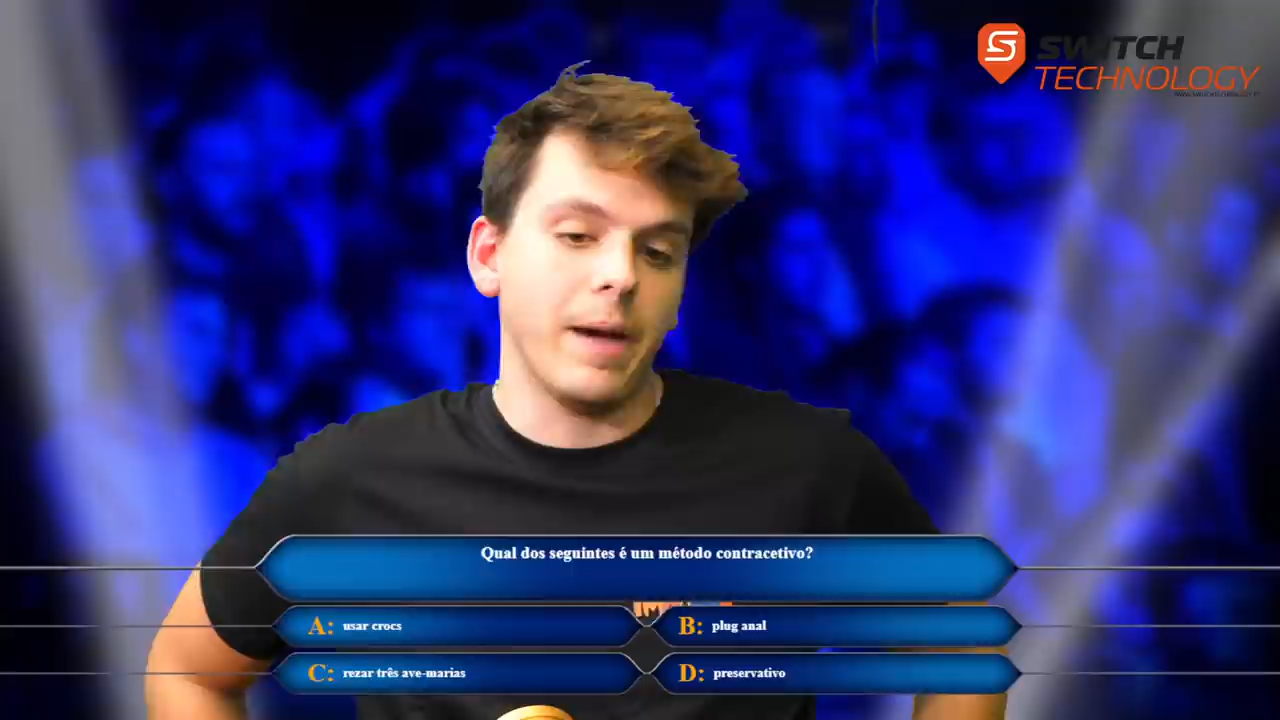 SWITCH
TECHNOLOGY
Qual dos seguintes é um método contracetivo?
A: usar crocs
B: plug anal
C: rezar três ave-marias
D: preservativo